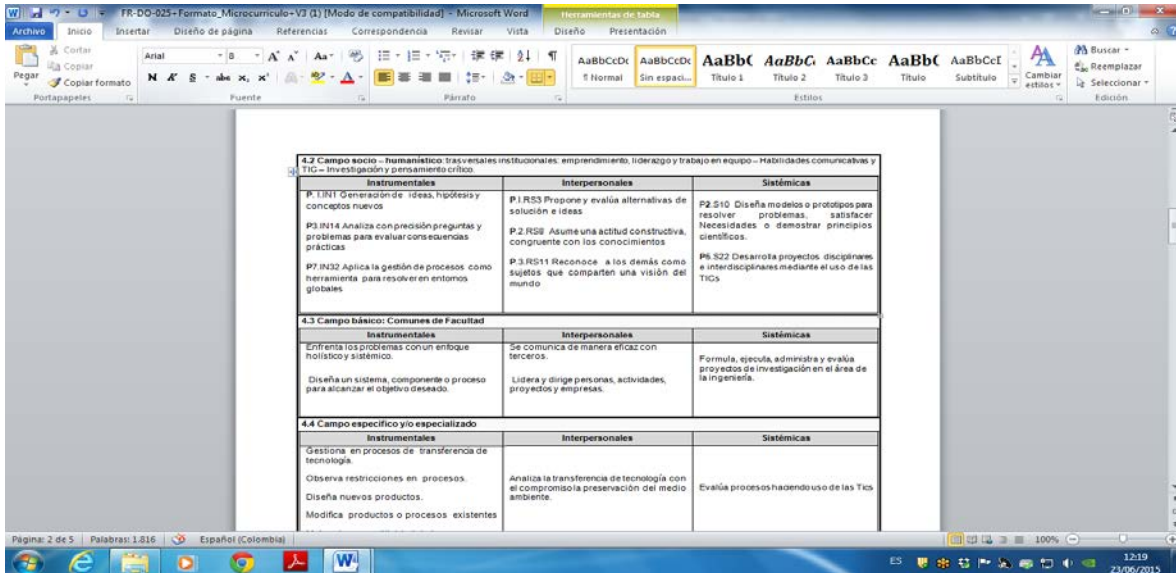 FR-DO-025+Formato_Microcurriculo+V3 (1) [Modo de compatibilidad] - Microsoft Word
Herramientas de tabla
Archivo Inicio Insertar Diseño de página Referencias Correspondencia Revisar Vista Diseño Presentación
Cortar
Copiar
Copiar formato
Pegar
Portapapeles
Arial 8
N K S abc x, x²
Fuente
Párrafo
AaBbCcDc AaBbCcDc AaBb( AaBbC AaBbCc AaBb( AaBbCcI
¶ Normal Sin espaci... Título 1 Título 2 Título 3 Título Subtítulo
Cambiar
estilos
Estilos
Buscar
Reemplazar
Seleccionar
Edición
4.2 Campo socio – humanístico: trasversales institucionales: emprendimiento, liderazgo y trabajo en equipo – Habilidades comunicativas y
TIC – Investigación y pensamiento crítico.
Instrumentales Interpersonales Sistémicas
P. I.IN1 Generación de ideas, hipótesis y
conceptos nuevos
P3.IN14 Analiza con precisión preguntas y
problemas para evaluar consecuencias
prácticas
P7.IN32 Aplica la gestión de procesos como
herramienta para resolver en entornos
globales
P.I.RS3 Propone y evalúa alternativas de
solución e ideas
P.2.RS8 Asume una actitud constructiva,
congruente con los conocimientos
P.3.RS11 Reconoce a los demás como
sujetos que comparten una visión del
mundo
P2.S10 Diseña modelos o prototipos para
resolver problemas, satisfacer
Necesidades o demostrar principios
científicos.
P6.S22 Desarrolla proyectos disciplinares
e interdisciplinares mediante el uso de las
TICs
4.3 Campo básico: Comunes de Facultad
Instrumentales Interpersonales Sistémicas
Enfrenta los problemas con un enfoque
holístico y sistémico.
Diseña un sistema, componente o proceso
para alcanzar el objetivo deseado.
Se comunica de manera eficaz con
terceros.
Lidera y dirige personas, actividades,
proyectos y empresas.
Formula, ejecuta, administra y evalúa
proyectos de investigación en el área de
la ingeniería.
4.4 Campo específico y/o especializado
Instrumentales Interpersonales Sistémicas
Gestiona en procesos de transferencia de
tecnología.
Observa restricciones en procesos.
Diseña nuevos productos.
Modifica productos o procesos existentes
Analiza la transferencia de tecnología con
el compromiso la preservación del medio
ambiente.
Evalúa procesos haciendo uso de las Tics
Página: 2 de 5 Palabras: 1.816 Español (Colombia) 100%
ES 12:19
23/06/2015